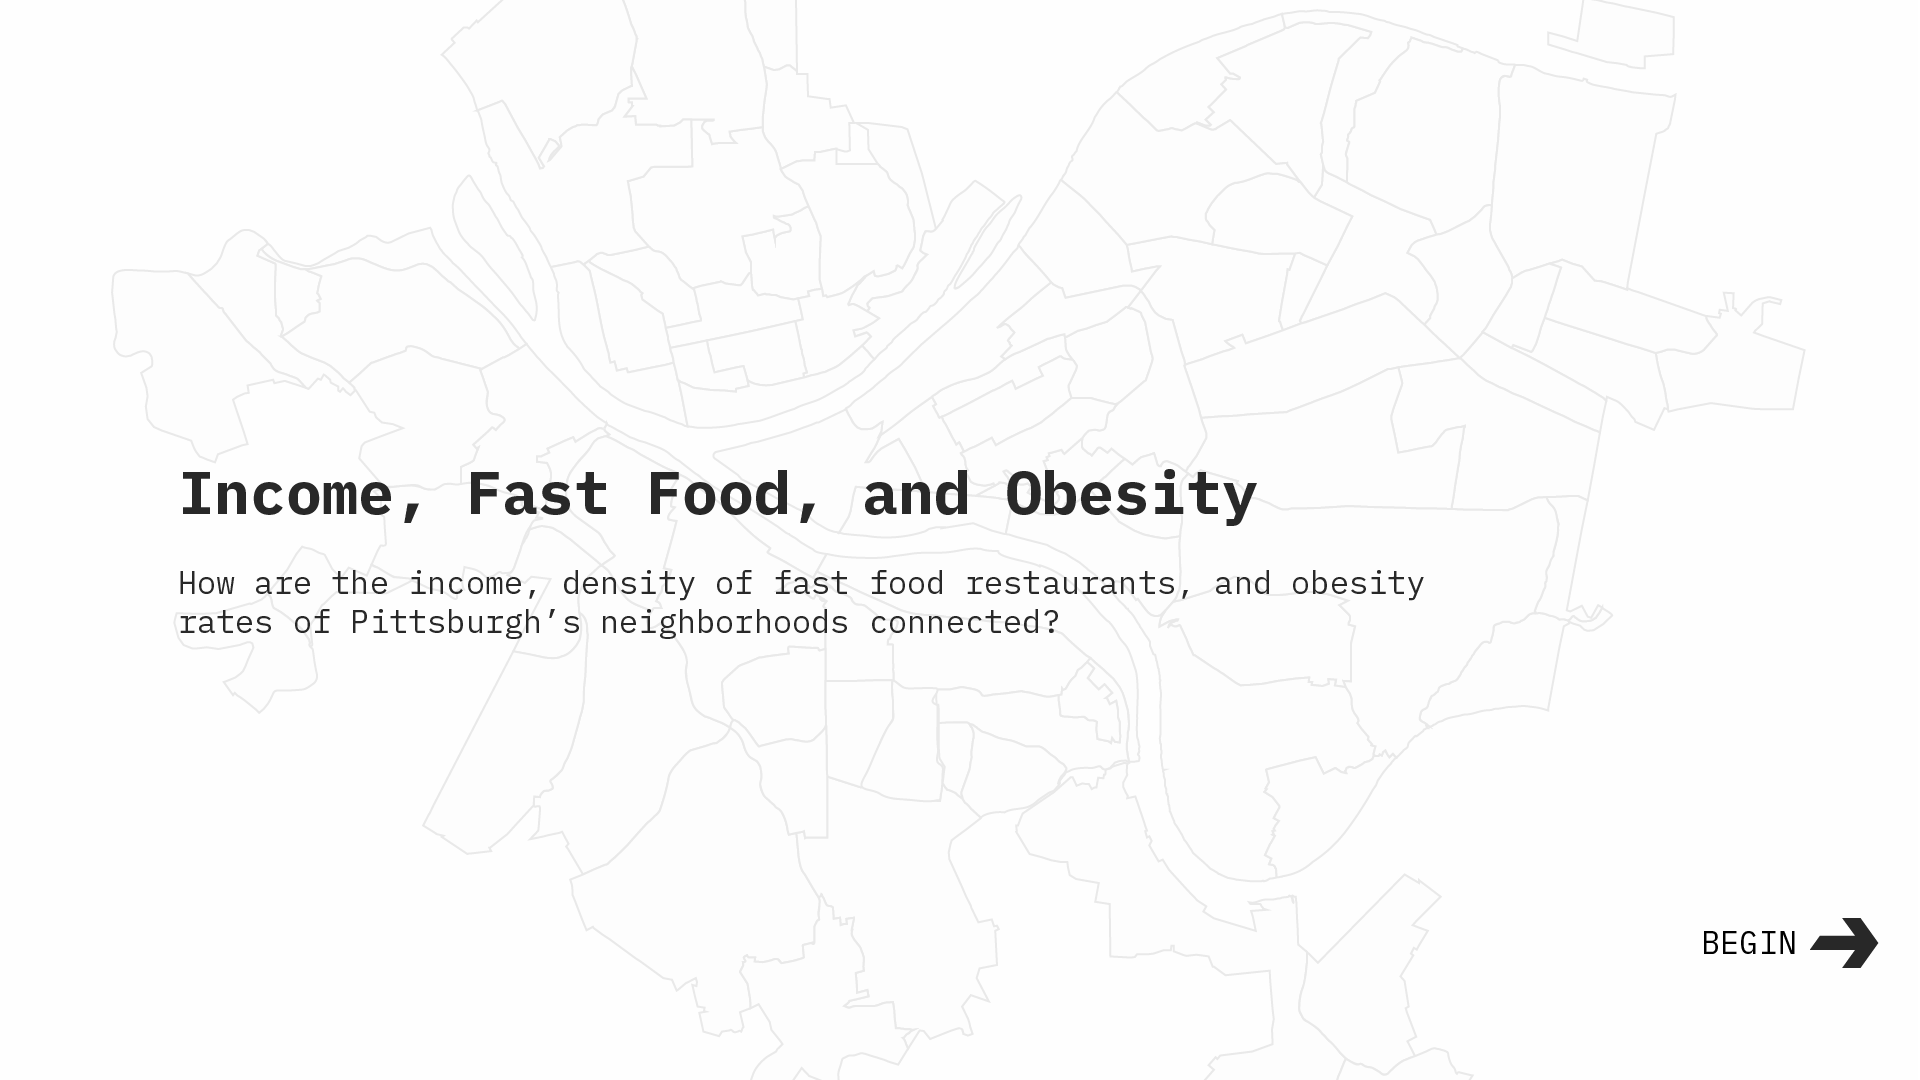 Income, Fast Food, and Obesity
How are the income, density of fast food restaurants, and obesity
rates of Pittsburgh’s neighborhoods connected?
BEGIN